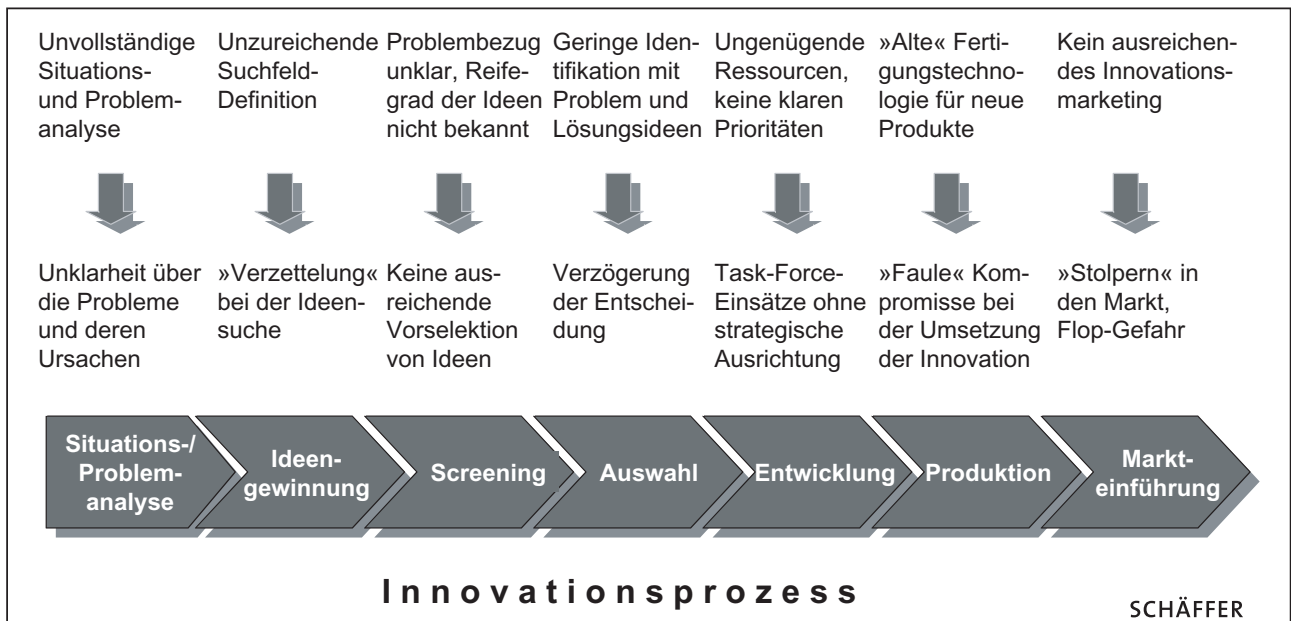 Unvollständige
Situations-
und Problem-
analyse
Unzureichende
Suchfeld-
Definition
Problembezug
unklar, Reife-
grad der Ideen
nicht bekannt
Geringe Iden-
tifikation mit
Problem und
Lösungsideen
Ungenügende
Ressourcen,
keine klaren
Prioritäten
»Alte« Ferti-
gungstechno-
logie für neue
Produkte
Kein ausreichen-
des Innovations-
marketing
Unklarheit über
die Probleme
und deren
Ursachen
»Verzettelung«
bei der Ideen-
suche
Keine aus-
reichende
Vorselektion
von Ideen
Verzögerung
der Entschei-
dung
Task-Force-
Einsätze ohne
strategische
Ausrichtung
»Faule« Kom-
promisse bei
der Umsetzung
der Innovation
»Stolpern« in
den Markt,
Flop-Gefahr
Situations-/
Problem-
analyse
Ideen-
gewinnung
Screening
Auswahl
Entwicklung
Produktion
Markt-
einführung
Innovationsprozess
SCHÄFFER